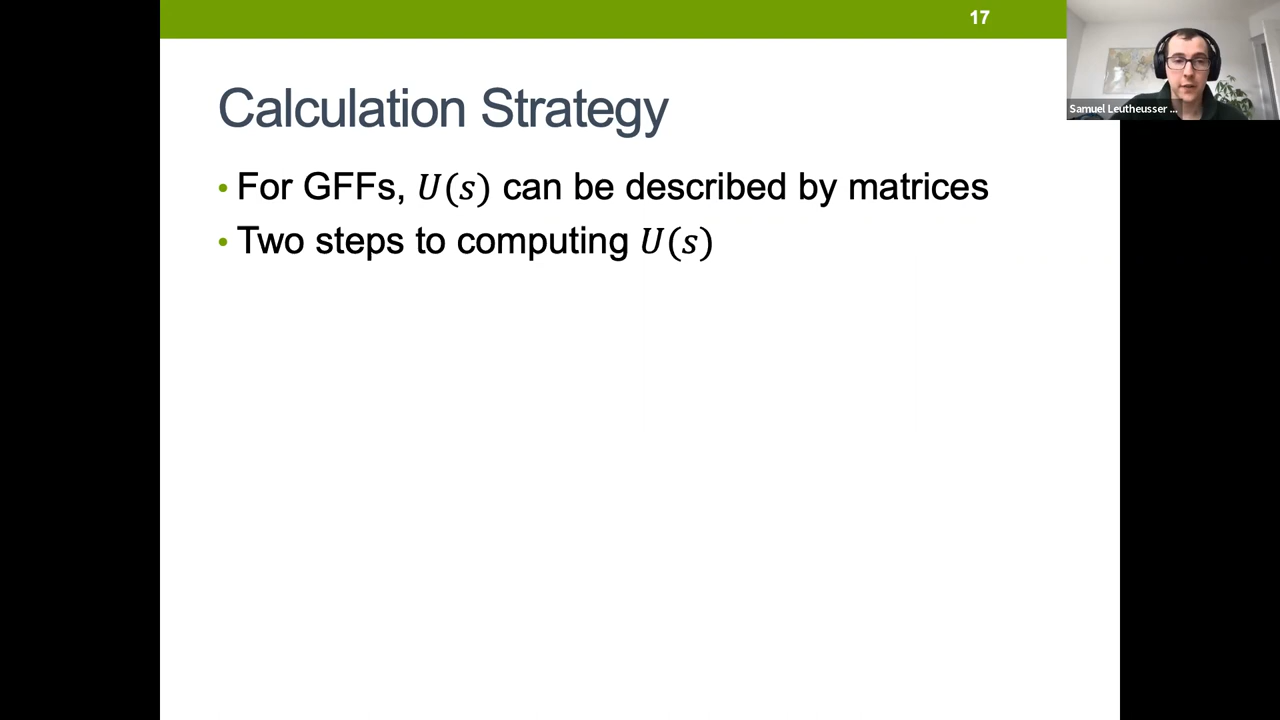 17
Samuel Leutheusser ...
Calculation Strategy
• For GFFs, U(s) can be described by matrices
• Two steps to computing U(s)